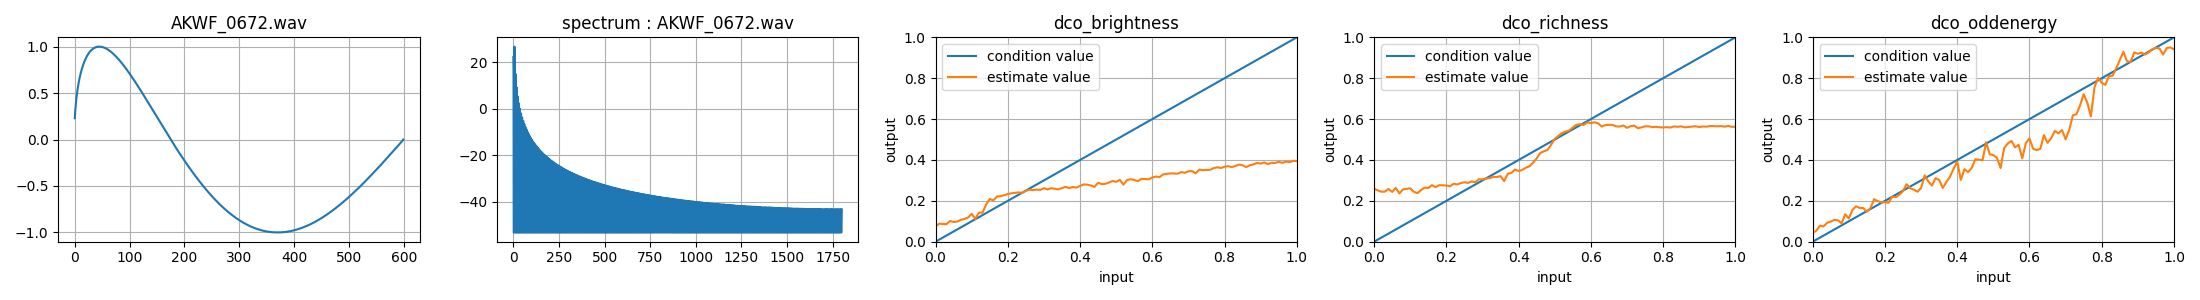 AKWF_0672.wav
1.0
0.5
0.0
−0.5
−1.0
0 100 200 300 400 500 600
spectrum : AKWF_0672.wav
20
0
−20
−40
0 250 500 750 1000 1250 1500 1750
dco_brightness
condition value
estimate value
output
1.0
0.8
0.6
0.4
0.2
0.0
0.0 0.2 0.4 0.6 0.8 1.0
input
dco_richness
condition value
estimate value
output
1.0
0.8
0.6
0.4
0.2
0.0
0.0 0.2 0.4 0.6 0.8 1.0
input
dco_oddenergy
condition value
estimate value
output
1.0
0.8
0.6
0.4
0.2
0.0
0.0 0.2 0.4 0.6 0.8 1.0
input